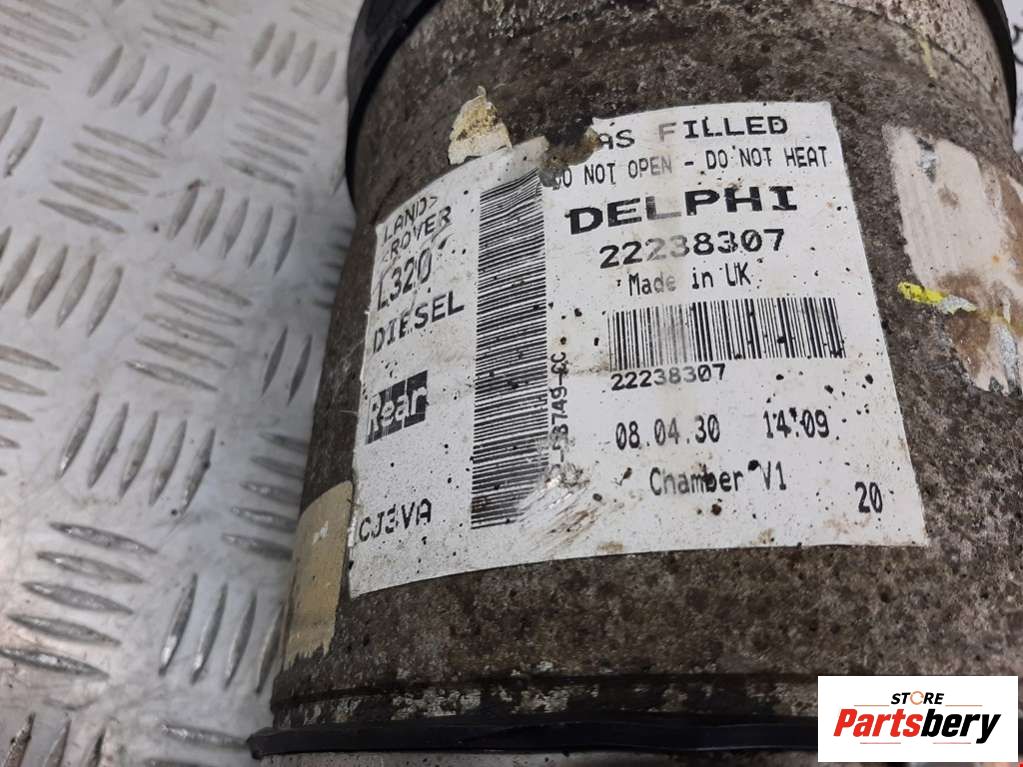 AS FILLED
DO NOT OPEN - DO NOT HEAT
DELPHI
22238307
Made in UK
22238307
08.04.30 14:09
Chamber V1
20
LAND>
<ROVER
L320
DIESEL
Rear
CJ3VA
STORE
Partsbery